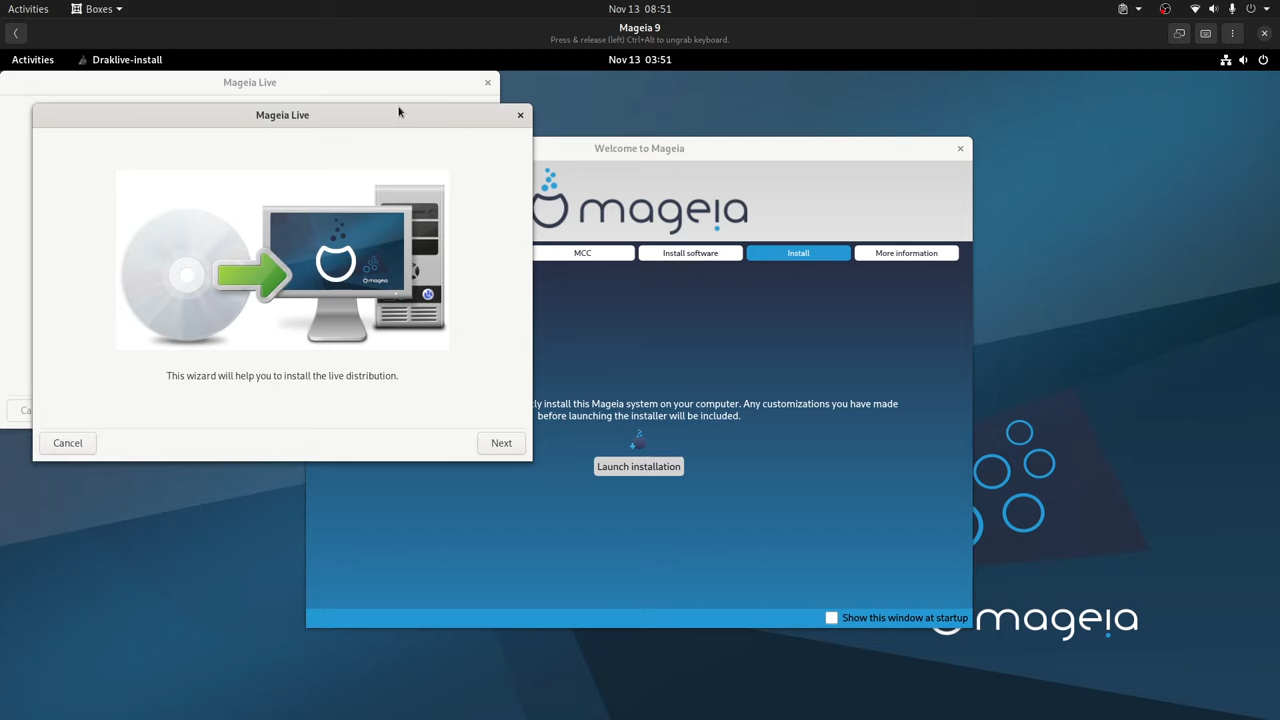 Activities
Boxes
Nov 13 08:51
Mageia 9
Press & release (left) Ctrl+Alt to ungrab keyboard.
Activities
Draklive-install
Nov 13 03:51
Mageia Live
Mageia Live
Welcome to Mageia
mageia
MCC
Install software
Install
More information
mageia
This wizard will help you to install the live distribution.
install this Mageia system on your computer. Any customizations you have made
before launching the installer will be included.
Ca
Cancel
Next
Launch installation
Show this window at startup
mageia